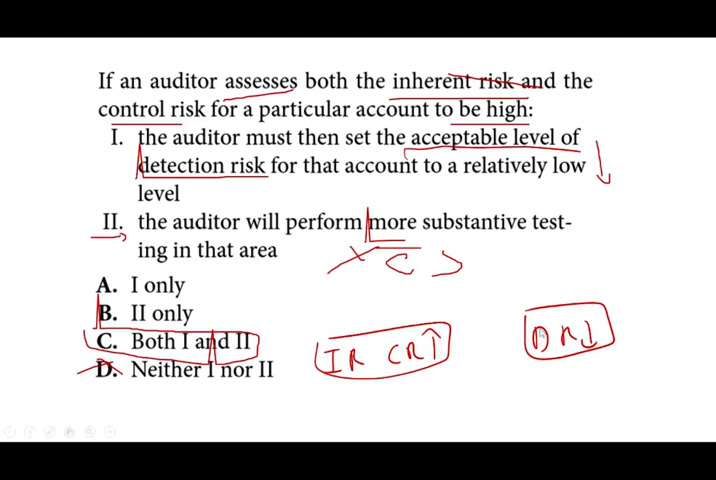 If an auditor assesses both the inherent risk and the
control risk for a particular account to be high:
I. the auditor must then set the acceptable level of
detection risk for that account to a relatively low
level
II. the auditor will perform more substantive test-
ing in that area
A. I only
B. II only
C. Both I and II
D. Neither I nor II
IR CR↑
DR↓